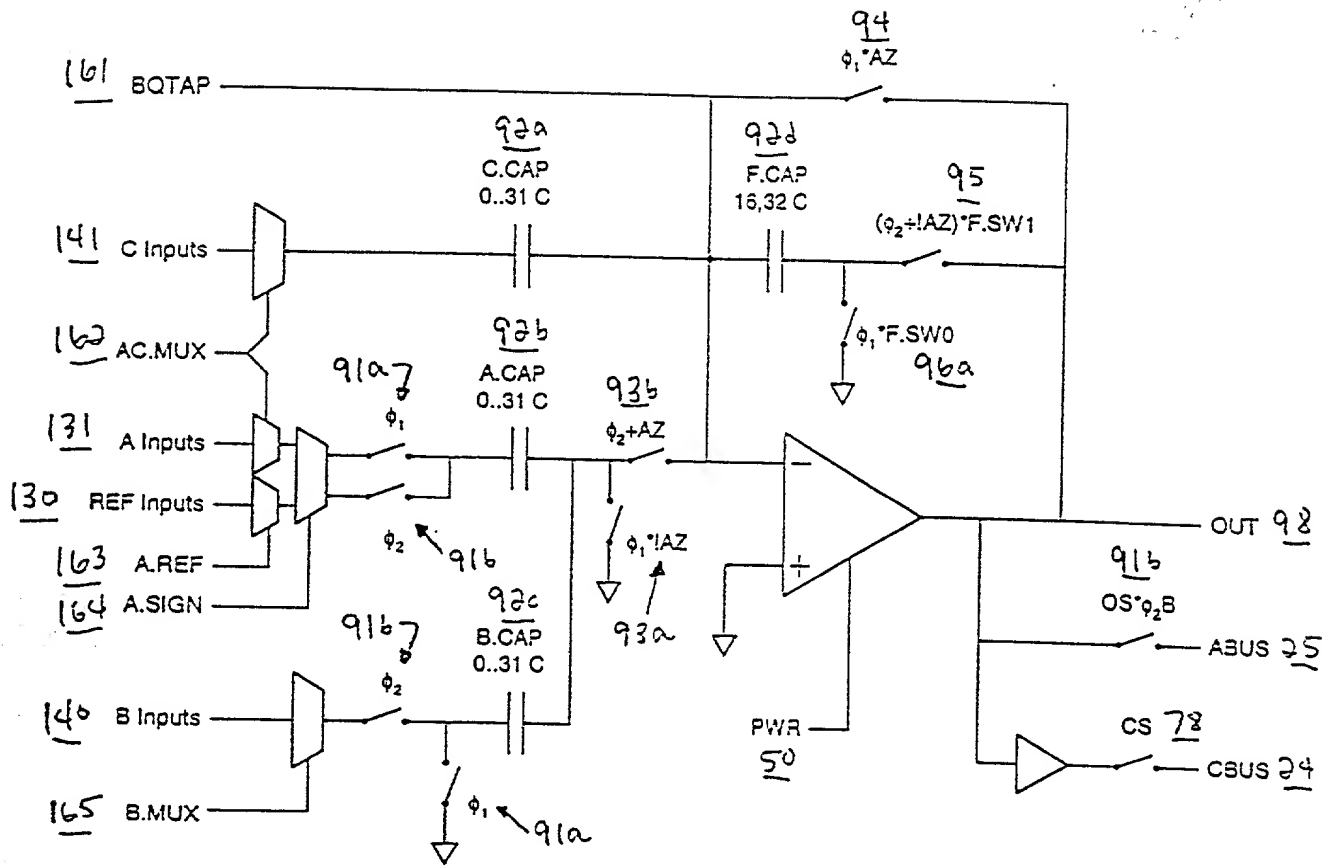 94
φ₁*AZ
161 BQTAP
92a
C.CAP
0..31 C
92d
F.CAP
16,32 C
95
(φ₂+!AZ)*F.SW1
141 C Inputs
φ₁*F.SW0
96a
162 AC.MUX
92b
A.CAP
0..31 C
91a
φ₁
93b
φ₂+AZ
131 A Inputs
130 REF Inputs
φ₂
91b
163 A.REF
164 A.SIGN
φ₁*!AZ
93a
−
+
OUT 98
91b
OS*φ₂B
ABUS 25
92c
B.CAP
0..31 C
91b
φ₂
140 B Inputs
PWR
50
CS 78
CBUS 24
165 B.MUX
φ₁
91a